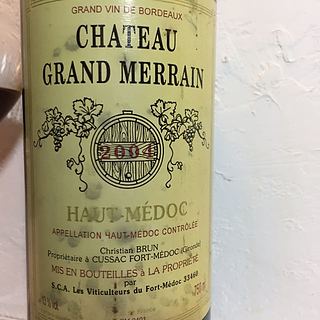 GRAND VIN DE BORDEAUX
CHATEAU
GRAND MERRAIN
2004
HAUT-MÉDOC
APPELLATION HAUT-MÉDOC CONTRÔLÉE
Christian BRUN
Propriétaire à CUSSAC FORT-MÉDOC (Gironde)
MIS EN BOUTEILLES à LA PROPRIÉTÉ
par
S.C.A. Les Viticulteurs du Fort-Médoc 33460